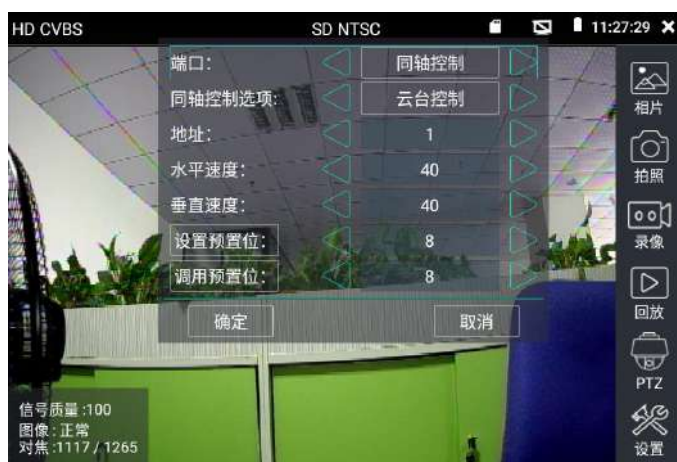 HD CVBS SD NTSC 11:27:29
端口: 同轴控制
同轴控制选项: 云台控制
地址: 1
水平速度: 40
垂直速度: 40
设置预置位: 8
调用预置位: 8
确定 取消
相片
拍照
录像
回放
PTZ
设置
信号质量:100
图像:正常
对焦:1117/1265